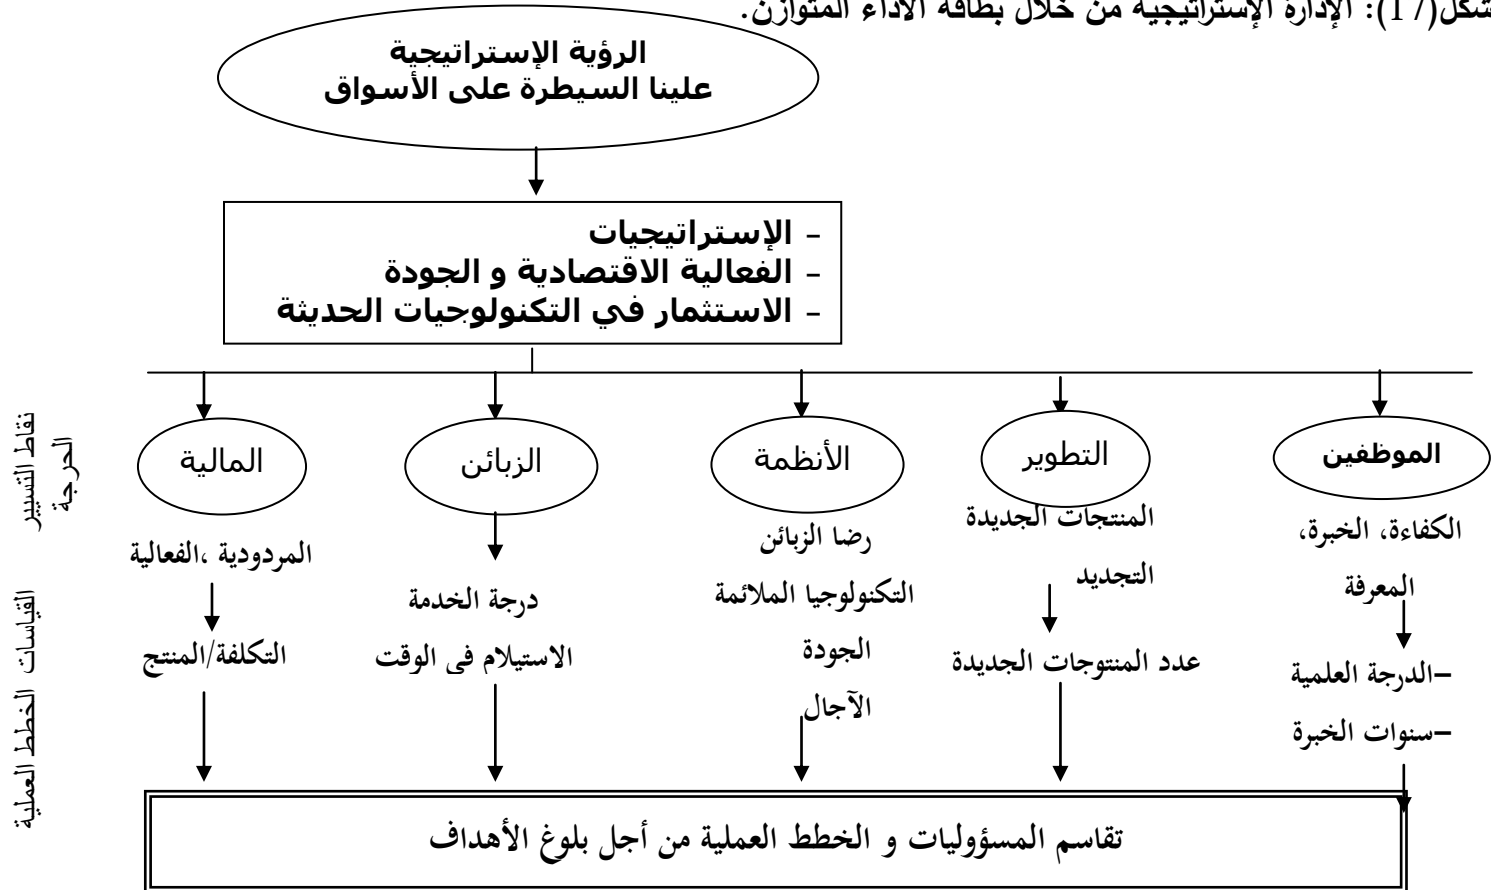 شكل(17): الإدارة الإستراتيجية من خلال بطاقة الأداء المتوازن.
الرؤية الإستراتيجية
علينا السيطرة على الأسواق
- الإستراتيجيات
- الفعالية الاقتصادية و الجودة
- الاستثمار في التكنولوجيات الحديثة
نقاط التسيير
الحرجة
الموظفين
التطوير
الأنظمة
الزبائن
المالية
الكفاءة، الخبرة،
المعرفة
المنتجات الجديدة
التجديد
رضا الزبائن
التكنولوجيا الملائمة
الجودة
الآجال
درجة الخدمة
الاستيلام في الوقت
المردودية ،الفعالية
التكلفة/المنتج
القياسات
عدد المنتوجات الجديدة
-الدرجة العلمية
-سنوات الخبرة
الخطط العملية
تقاسم المسؤوليات و الخطط العملية من أجل بلوغ الأهداف